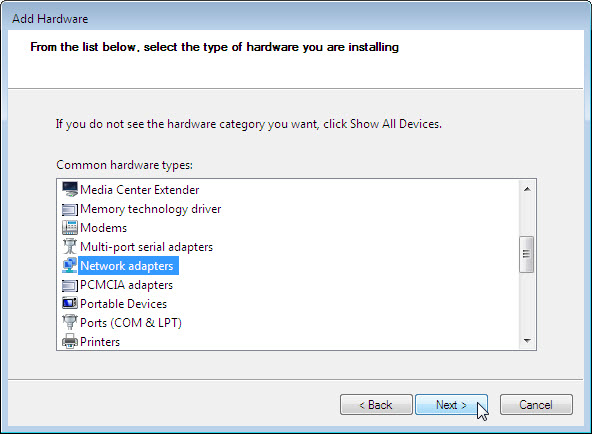 Add Hardware
From the list below, select the type of hardware you are installing
If you do not see the hardware category you want, click Show All Devices.
Common hardware types:
Media Center Extender
Memory technology driver
Modems
Multi-port serial adapters
Network adapters
PCMCIA adapters
Portable Devices
Ports (COM & LPT)
Printers
< Back Next > Cancel